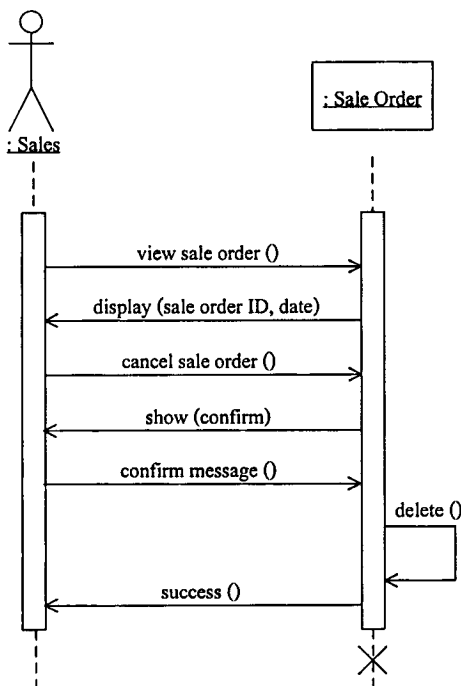 : Sales
: Sale Order
view sale order ()
display (sale order ID, date)
cancel sale order ()
show (confirm)
confirm message ()
delete ()
success ()